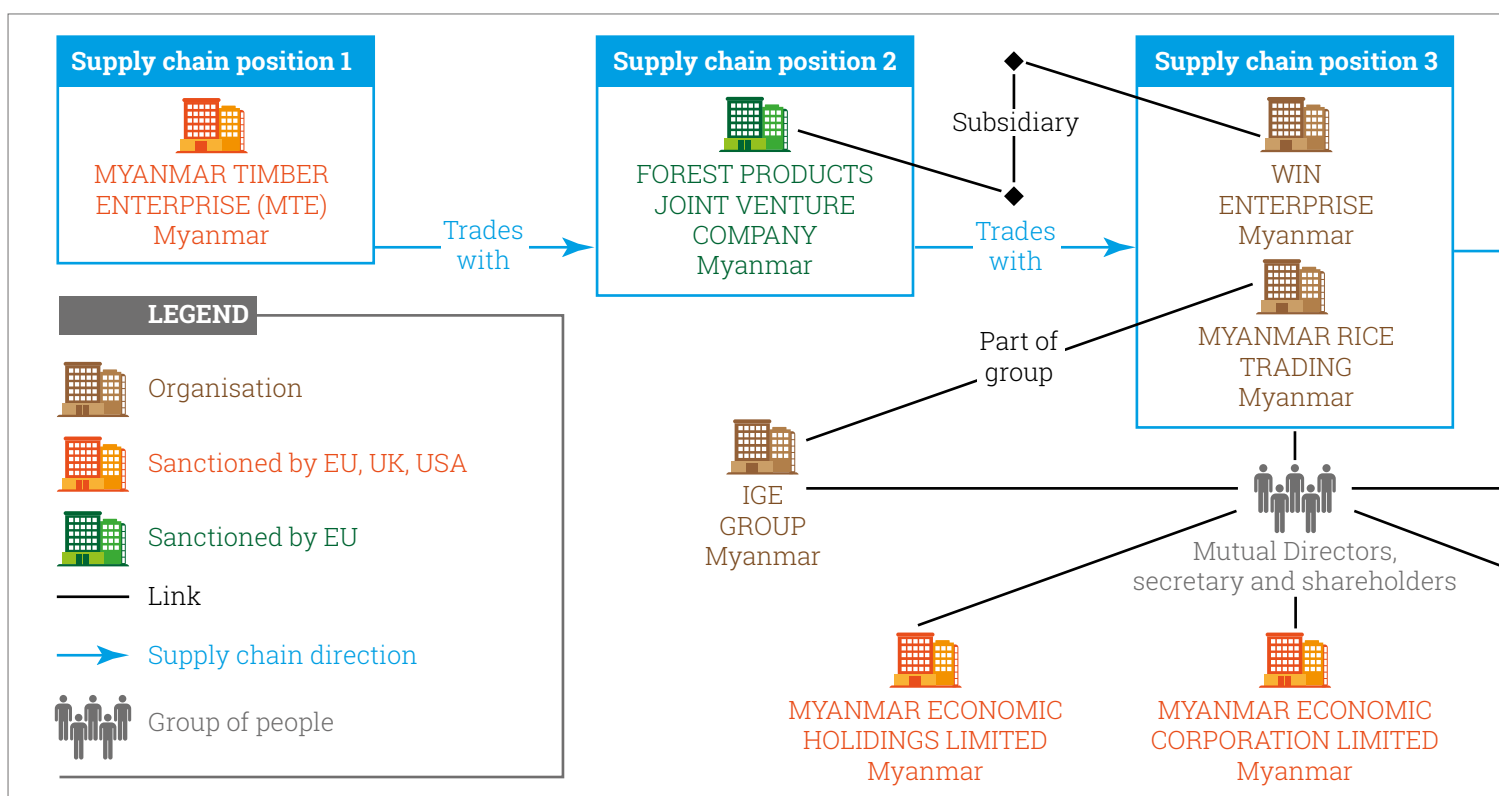 Supply chain position 1
MYANMAR TIMBER
ENTERPRISE (MTE)
Myanmar
Trades
with
Supply chain position 2
FOREST PRODUCTS
JOINT VENTURE
COMPANY
Myanmar
Subsidiary
Trades
with
Supply chain position 3
WIN
ENTERPRISE
Myanmar
MYANMAR RICE
TRADING
Myanmar
Part of
group
IGE
GROUP
Myanmar
Mutual Directors,
secretary and shareholders
MYANMAR ECONOMIC
HOLIDINGS LIMITED
Myanmar
MYANMAR ECONOMIC
CORPORATION LIMITED
Myanmar
LEGEND
Organisation
Sanctioned by EU, UK, USA
Sanctioned by EU
Link
Supply chain direction
Group of people